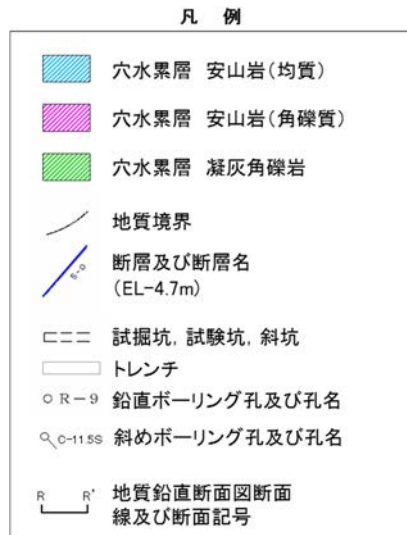 凡 例
穴水累層 安山岩(均質)
穴水累層 安山岩(角礫質)
穴水累層 凝灰角礫岩
地質境界
S-O
断層及び断層名
(EL-4.7m)
試掘坑, 試験坑, 斜坑
トレンチ
R-9 鉛直ボーリング孔及び孔名
C-11.5S 斜めボーリング孔及び孔名
R R' 地質鉛直断面図断面
線及び断面記号